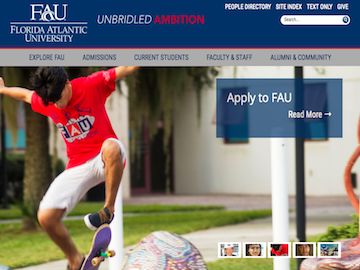 FAU
FLORIDA ATLANTIC
UNIVERSITY
UNBRIDLED AMBITION
PEOPLE DIRECTORY SITE INDEX TEXT ONLY GIVE
Search...
EXPLORE FAU ADMISSIONS CURRENT STUDENTS FACULTY & STAFF ALUMNI & COMMUNITY
Apply to FAU
Read More →
FAU